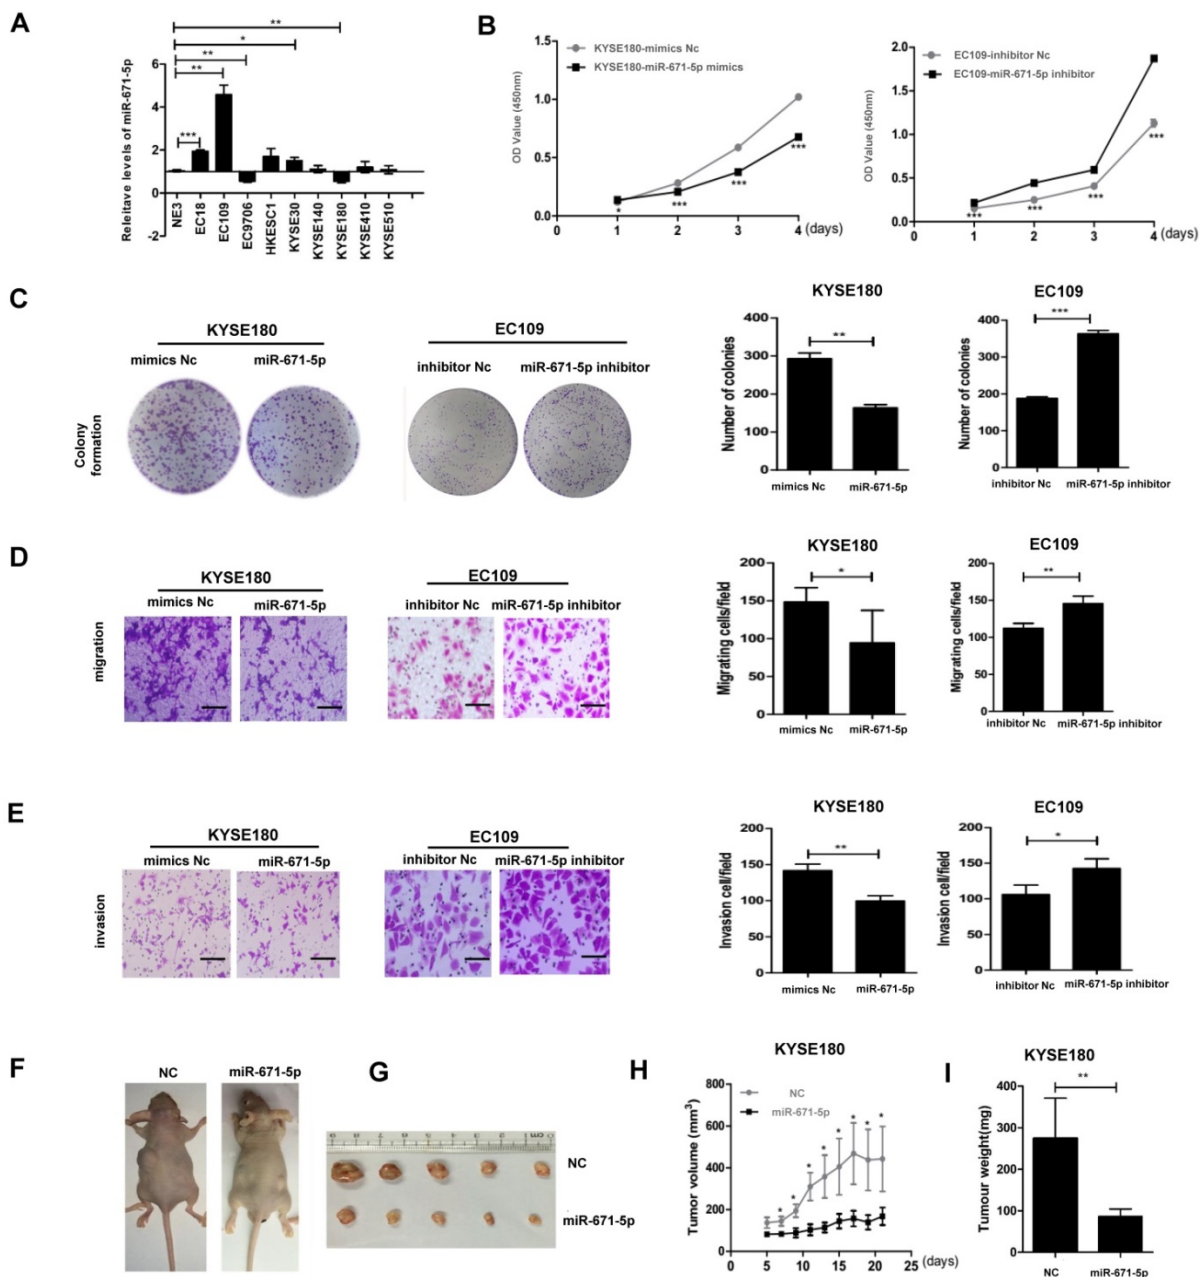 A
**
*
**
**
***
Releitave levels of miR-671-5p
6
4
2
0
-2
NE3
EC18
EC109
EC9706
HKESC1
KYSE30
KYSE140
KYSE180
KYSE410
KYSE510
B
KYSE180-mimics Nc
KYSE180-miR-671-5p mimics
OD Value (450nm)
1.5
1.0
0.5
0.0
*
***
***
***
0 1 2 3 4 (days)
EC109-inhibitor Nc
EC109-miR-671-5p inhibitor
OD Value (450nm)
2.0
1.5
1.0
0.5
0.0
***
***
***
***
0 1 2 3 4 (days)
C
KYSE180
mimics Nc miR-671-5p
EC109
inhibitor Nc miR-671-5p inhibitor
Colony
formation
KYSE180
**
Number of colonies
400
300
200
100
0
mimics Nc miR-671-5p
EC109
***
Number of colonies
400
300
200
100
0
inhibitor Nc miR-671-5p inhibitor
D
KYSE180
mimics Nc miR-671-5p
EC109
inhibitor Nc miR-671-5p inhibitor
migration
KYSE180
*
Migrating cells/field
200
150
100
50
0
mimics Nc miR-671-5p
EC109
**
Migrating cells/field
200
150
100
50
0
inhibitor Nc miR-671-5p inhibitor
E
KYSE180
mimics Nc miR-671-5p
EC109
inhibitor Nc miR-671-5p inhibitor
invasion
KYSE180
**
Invasion cell/field
200
150
100
50
0
mimics Nc miR-671-5p
EC109
*
Invasion cell/field
200
150
100
50
0
inhibitor Nc miR-671-5p inhibitor
F
NC miR-671-5p
G
NC
miR-671-5p
H
KYSE180
NC
miR-671-5p
Tumor volume (mm³)
800
600
400
200
0
* * * * * * * *
0 5 10 15 20 25 (days)
I
KYSE180
**
Tumour weight(mg)
400
300
200
100
0
NC miR-671-5p